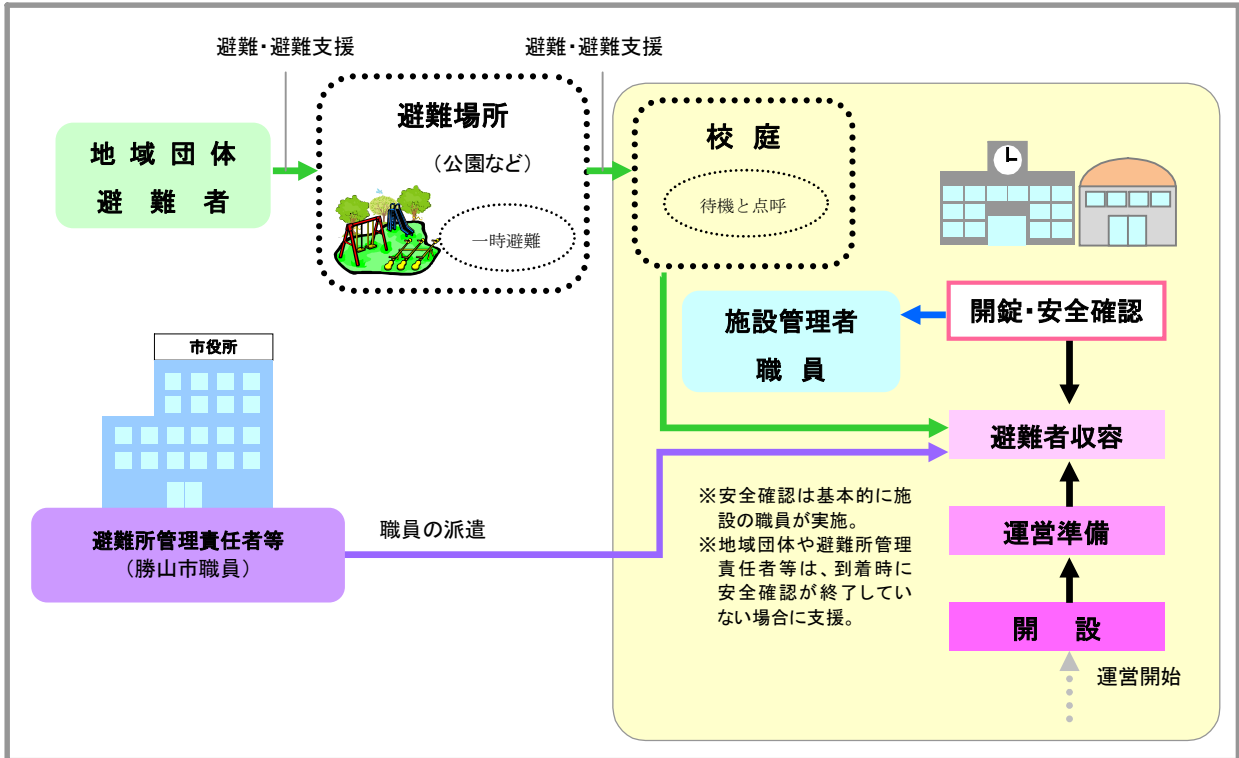 避難・避難支援
避難・避難支援
地域団体
避難者
避難場所
（公園など）
一時避難
校庭
待機と点呼
施設管理者
職員
開錠・安全確認
市役所
避難者収容
避難所管理責任者等
（勝山市職員）
職員の派遣
※安全確認は基本的に施
設の職員が実施。
※地域団体や避難所管理
責任者等は、到着時に
安全確認が終了してい
ない場合に支援。
運営準備
開設
運営開始